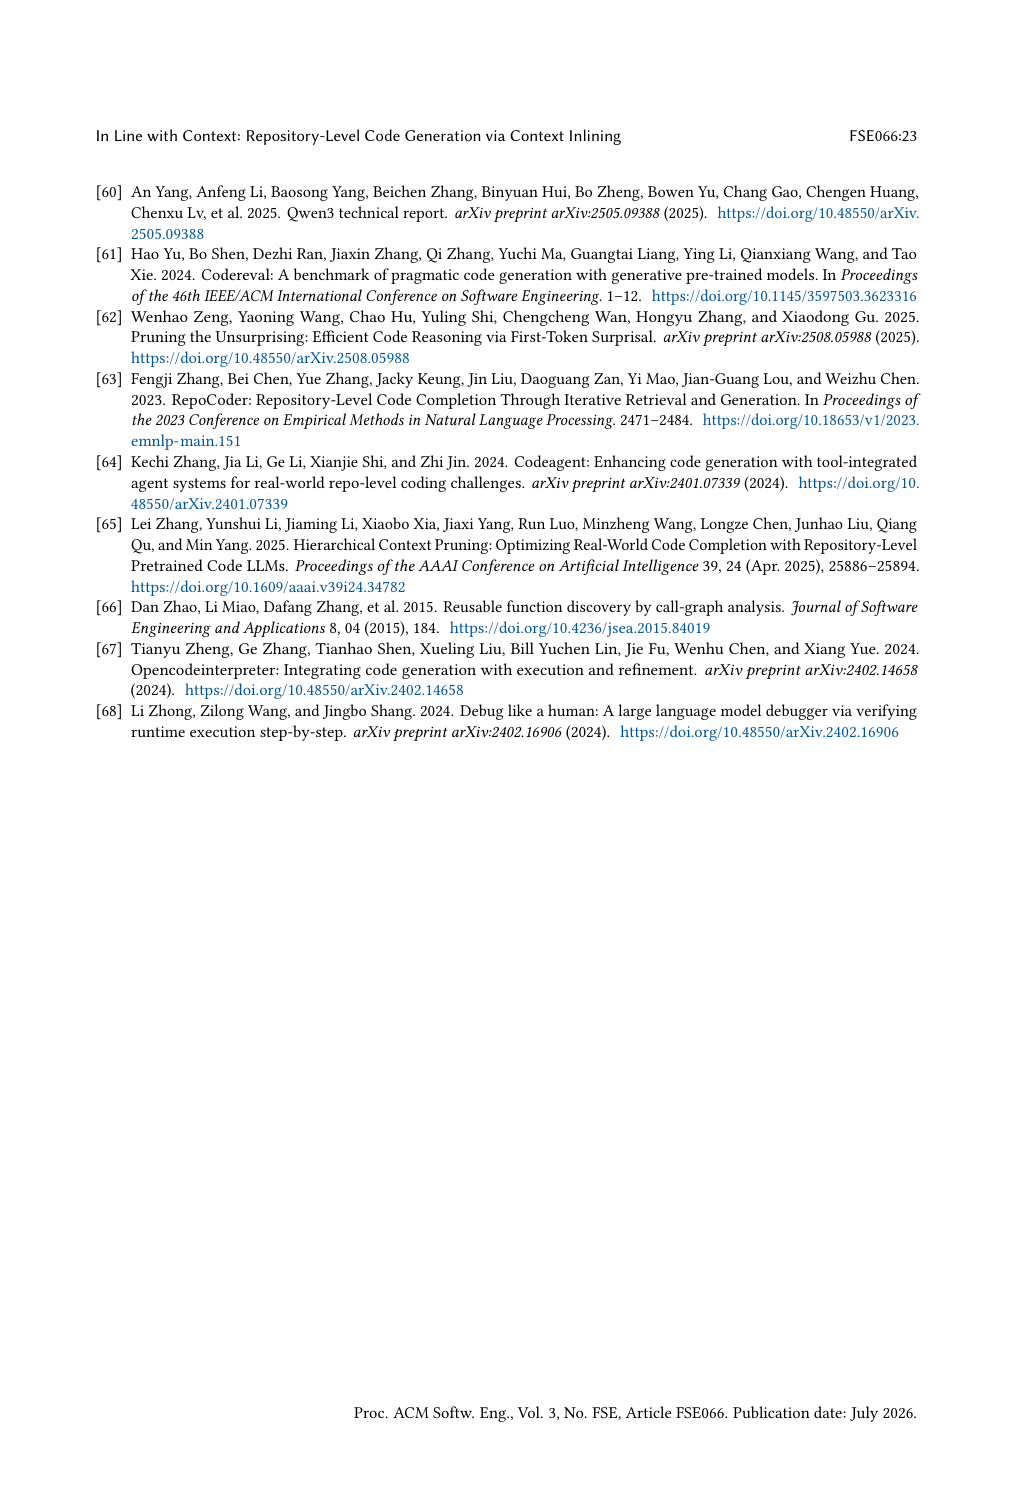 In Line with Context: Repository-Level Code Generation via Context Inlining FSE066:23
[60] An Yang, Anfeng Li, Baosong Yang, Beichen Zhang, Binyuan Hui, Bo Zheng, Bowen Yu, Chang Gao, Chengen Huang,
Chenxu Lv, et al. 2025. Qwen3 technical report. arXiv preprint arXiv:2505.09388 (2025). https://doi.org/10.48550/arXiv.
2505.09388
[61] Hao Yu, Bo Shen, Dezhi Ran, Jiaxin Zhang, Qi Zhang, Yuchi Ma, Guangtai Liang, Ying Li, Qianxiang Wang, and Tao
Xie. 2024. Codereval: A benchmark of pragmatic code generation with generative pre-trained models. In Proceedings
of the 46th IEEE/ACM International Conference on Software Engineering. 1–12. https://doi.org/10.1145/3597503.3623316
[62] Wenhao Zeng, Yaoning Wang, Chao Hu, Yuling Shi, Chengcheng Wan, Hongyu Zhang, and Xiaodong Gu. 2025.
Pruning the Unsurprising: Efficient Code Reasoning via First-Token Surprisal. arXiv preprint arXiv:2508.05988 (2025).
https://doi.org/10.48550/arXiv.2508.05988
[63] Fengji Zhang, Bei Chen, Yue Zhang, Jacky Keung, Jin Liu, Daoguang Zan, Yi Mao, Jian-Guang Lou, and Weizhu Chen.
2023. RepoCoder: Repository-Level Code Completion Through Iterative Retrieval and Generation. In Proceedings of
the 2023 Conference on Empirical Methods in Natural Language Processing. 2471–2484. https://doi.org/10.18653/v1/2023.
emnlp-main.151
[64] Kechi Zhang, Jia Li, Ge Li, Xianjie Shi, and Zhi Jin. 2024. Codeagent: Enhancing code generation with tool-integrated
agent systems for real-world repo-level coding challenges. arXiv preprint arXiv:2401.07339 (2024). https://doi.org/10.
48550/arXiv.2401.07339
[65] Lei Zhang, Yunshui Li, Jiaming Li, Xiaobo Xia, Jiaxi Yang, Run Luo, Minzheng Wang, Longze Chen, Junhao Liu, Qiang
Qu, and Min Yang. 2025. Hierarchical Context Pruning: Optimizing Real-World Code Completion with Repository-Level
Pretrained Code LLMs. Proceedings of the AAAI Conference on Artificial Intelligence 39, 24 (Apr. 2025), 25886–25894.
https://doi.org/10.1609/aaai.v39i24.34782
[66] Dan Zhao, Li Miao, Dafang Zhang, et al. 2015. Reusable function discovery by call-graph analysis. Journal of Software
Engineering and Applications 8, 04 (2015), 184. https://doi.org/10.4236/jsea.2015.84019
[67] Tianyu Zheng, Ge Zhang, Tianhao Shen, Xueling Liu, Bill Yuchen Lin, Jie Fu, Wenhu Chen, and Xiang Yue. 2024.
Opencodeinterpreter: Integrating code generation with execution and refinement. arXiv preprint arXiv:2402.14658
(2024). https://doi.org/10.48550/arXiv.2402.14658
[68] Li Zhong, Zilong Wang, and Jingbo Shang. 2024. Debug like a human: A large language model debugger via verifying
runtime execution step-by-step. arXiv preprint arXiv:2402.16906 (2024). https://doi.org/10.48550/arXiv.2402.16906
Proc. ACM Softw. Eng., Vol. 3, No. FSE, Article FSE066. Publication date: July 2026.